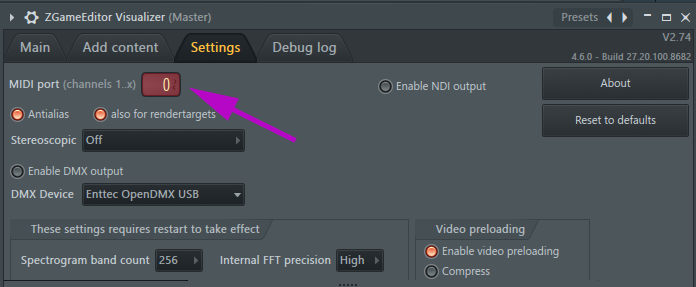 ZGameEditor Visualizer (Master) Presets
Main Add content Settings Debug log V2.74
4.6.0 - Build 27.20.100.8682
MIDI port (channels 1..x) 0 Enable NDI output About
Antialias also for rendertargets Reset to defaults
Stereoscopic Off
Enable DMX output
DMX Device Enttec OpenDMX USB
These settings requires restart to take effect Video preloading
Spectrogram band count 256 Internal FFT precision High Enable video preloading
Compress